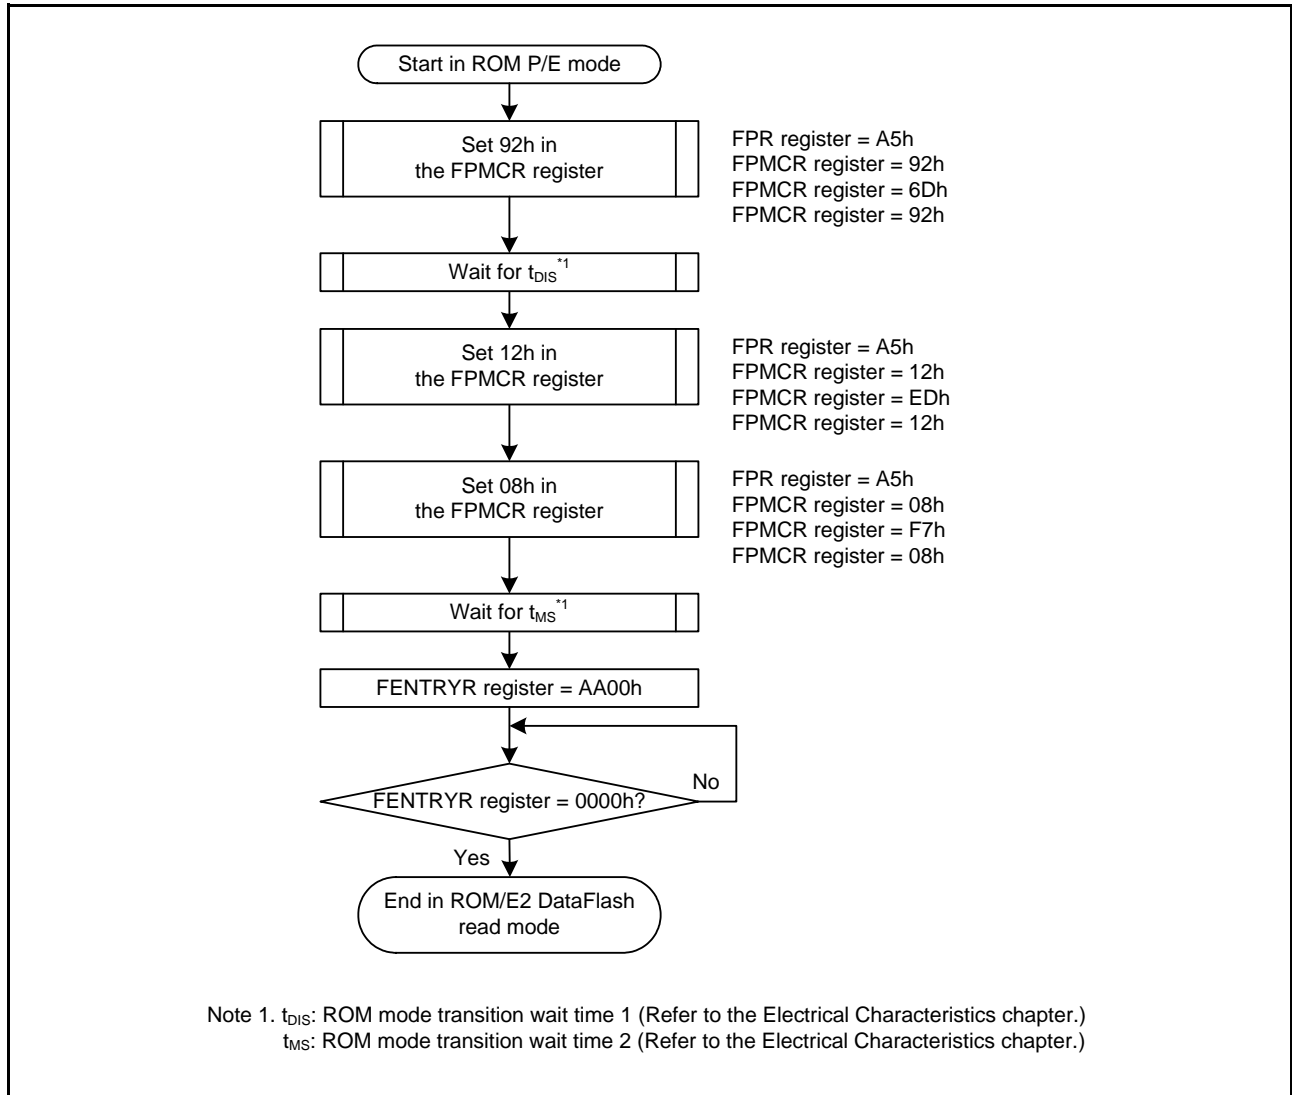 Start in ROM P/E mode
Set 92h in
the FPMCR register
FPR register = A5h
FPMCR register = 92h
FPMCR register = 6Dh
FPMCR register = 92h
Wait for tDIS*1
Set 12h in
the FPMCR register
FPR register = A5h
FPMCR register = 12h
FPMCR register = EDh
FPMCR register = 12h
Set 08h in
the FPMCR register
FPR register = A5h
FPMCR register = 08h
FPMCR register = F7h
FPMCR register = 08h
Wait for tMS*1
FENTRYR register = AA00h
FENTRYR register = 0000h?
No
Yes
End in ROM/E2 DataFlash
read mode
Note 1. tDIS: ROM mode transition wait time 1 (Refer to the Electrical Characteristics chapter.)
tMS: ROM mode transition wait time 2 (Refer to the Electrical Characteristics chapter.)